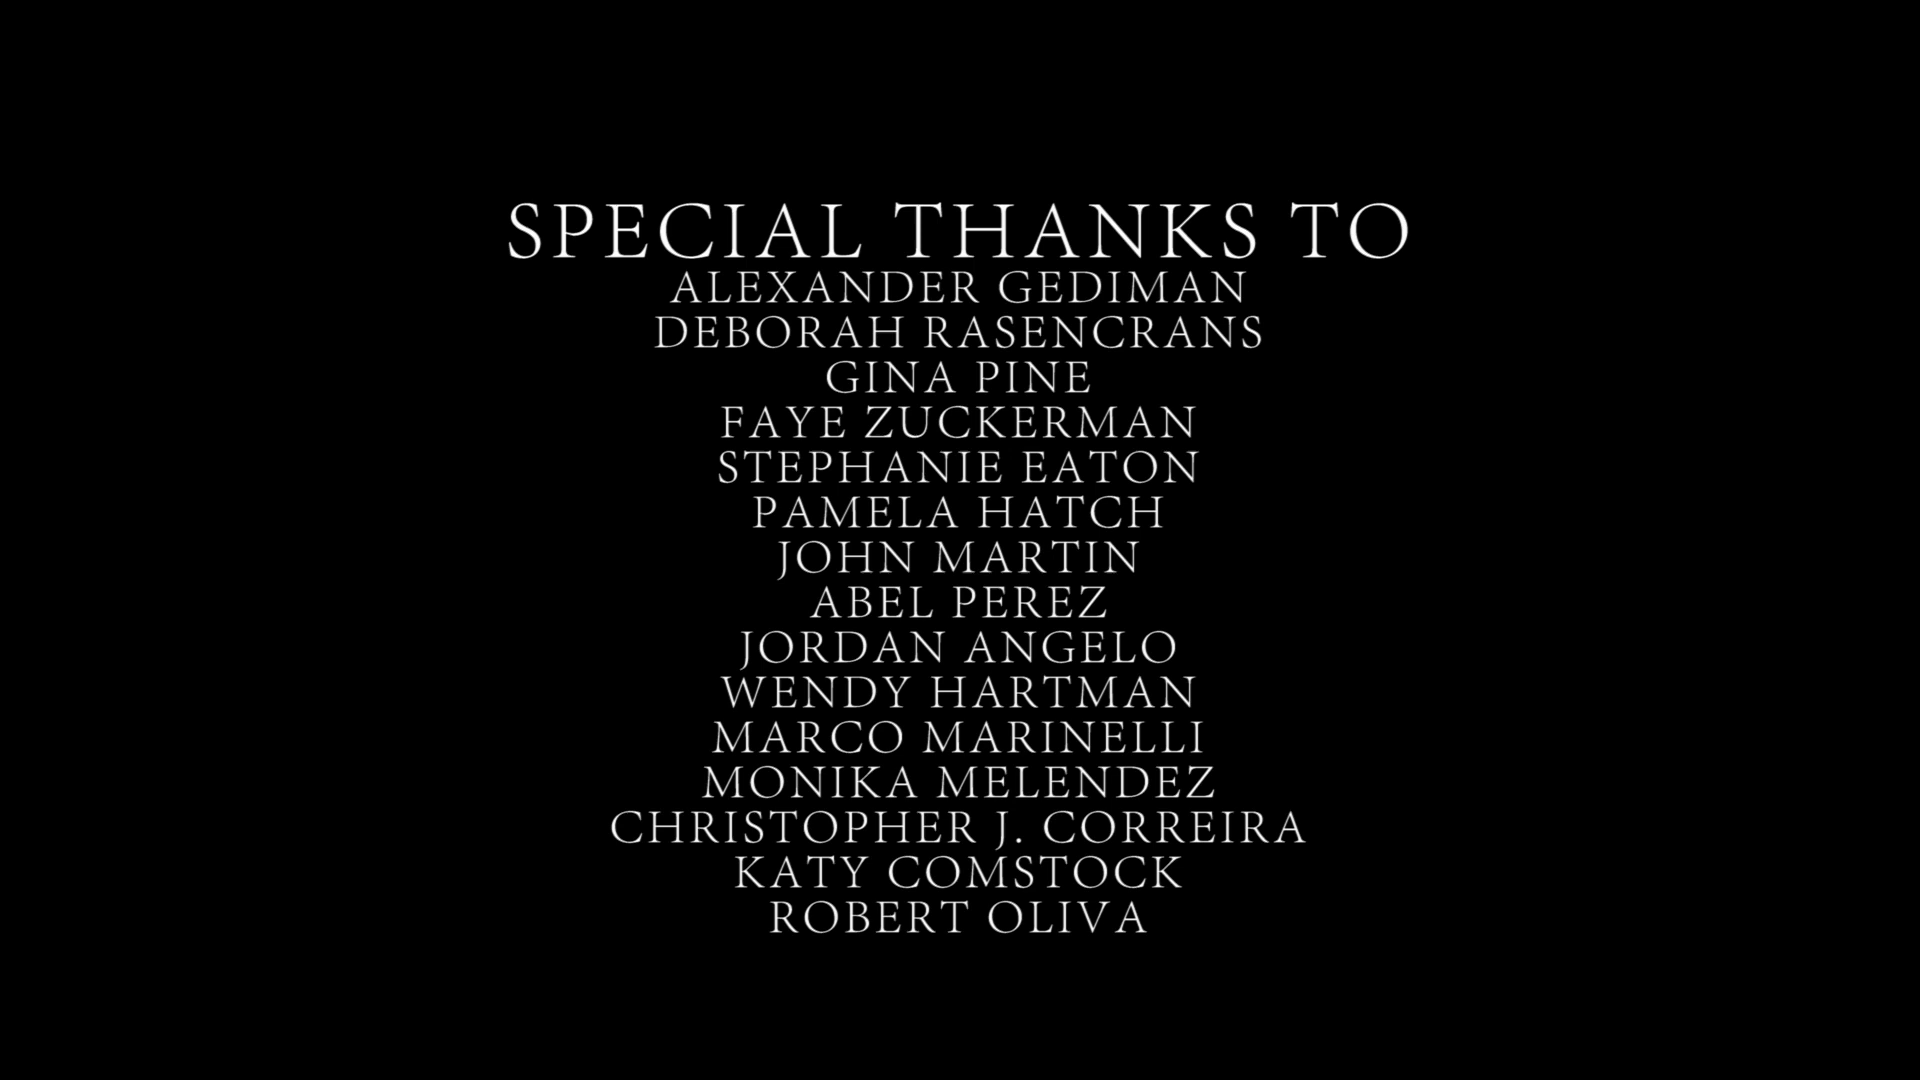 SPECIAL THANKS TO
ALEXANDER GEDIMAN
DEBORAH RASENCRANS
GINA PINE
FAYE ZUCKERMAN
STEPHANIE EATON
PAMELA HATCH
JOHN MARTIN
ABEL PEREZ
JORDAN ANGELO
WENDY HARTMAN
MARCO MARINELLI
MONIKA MELENDEZ
CHRISTOPHER J. CORREIRA
KATY COMSTOCK
ROBERT OLIVA